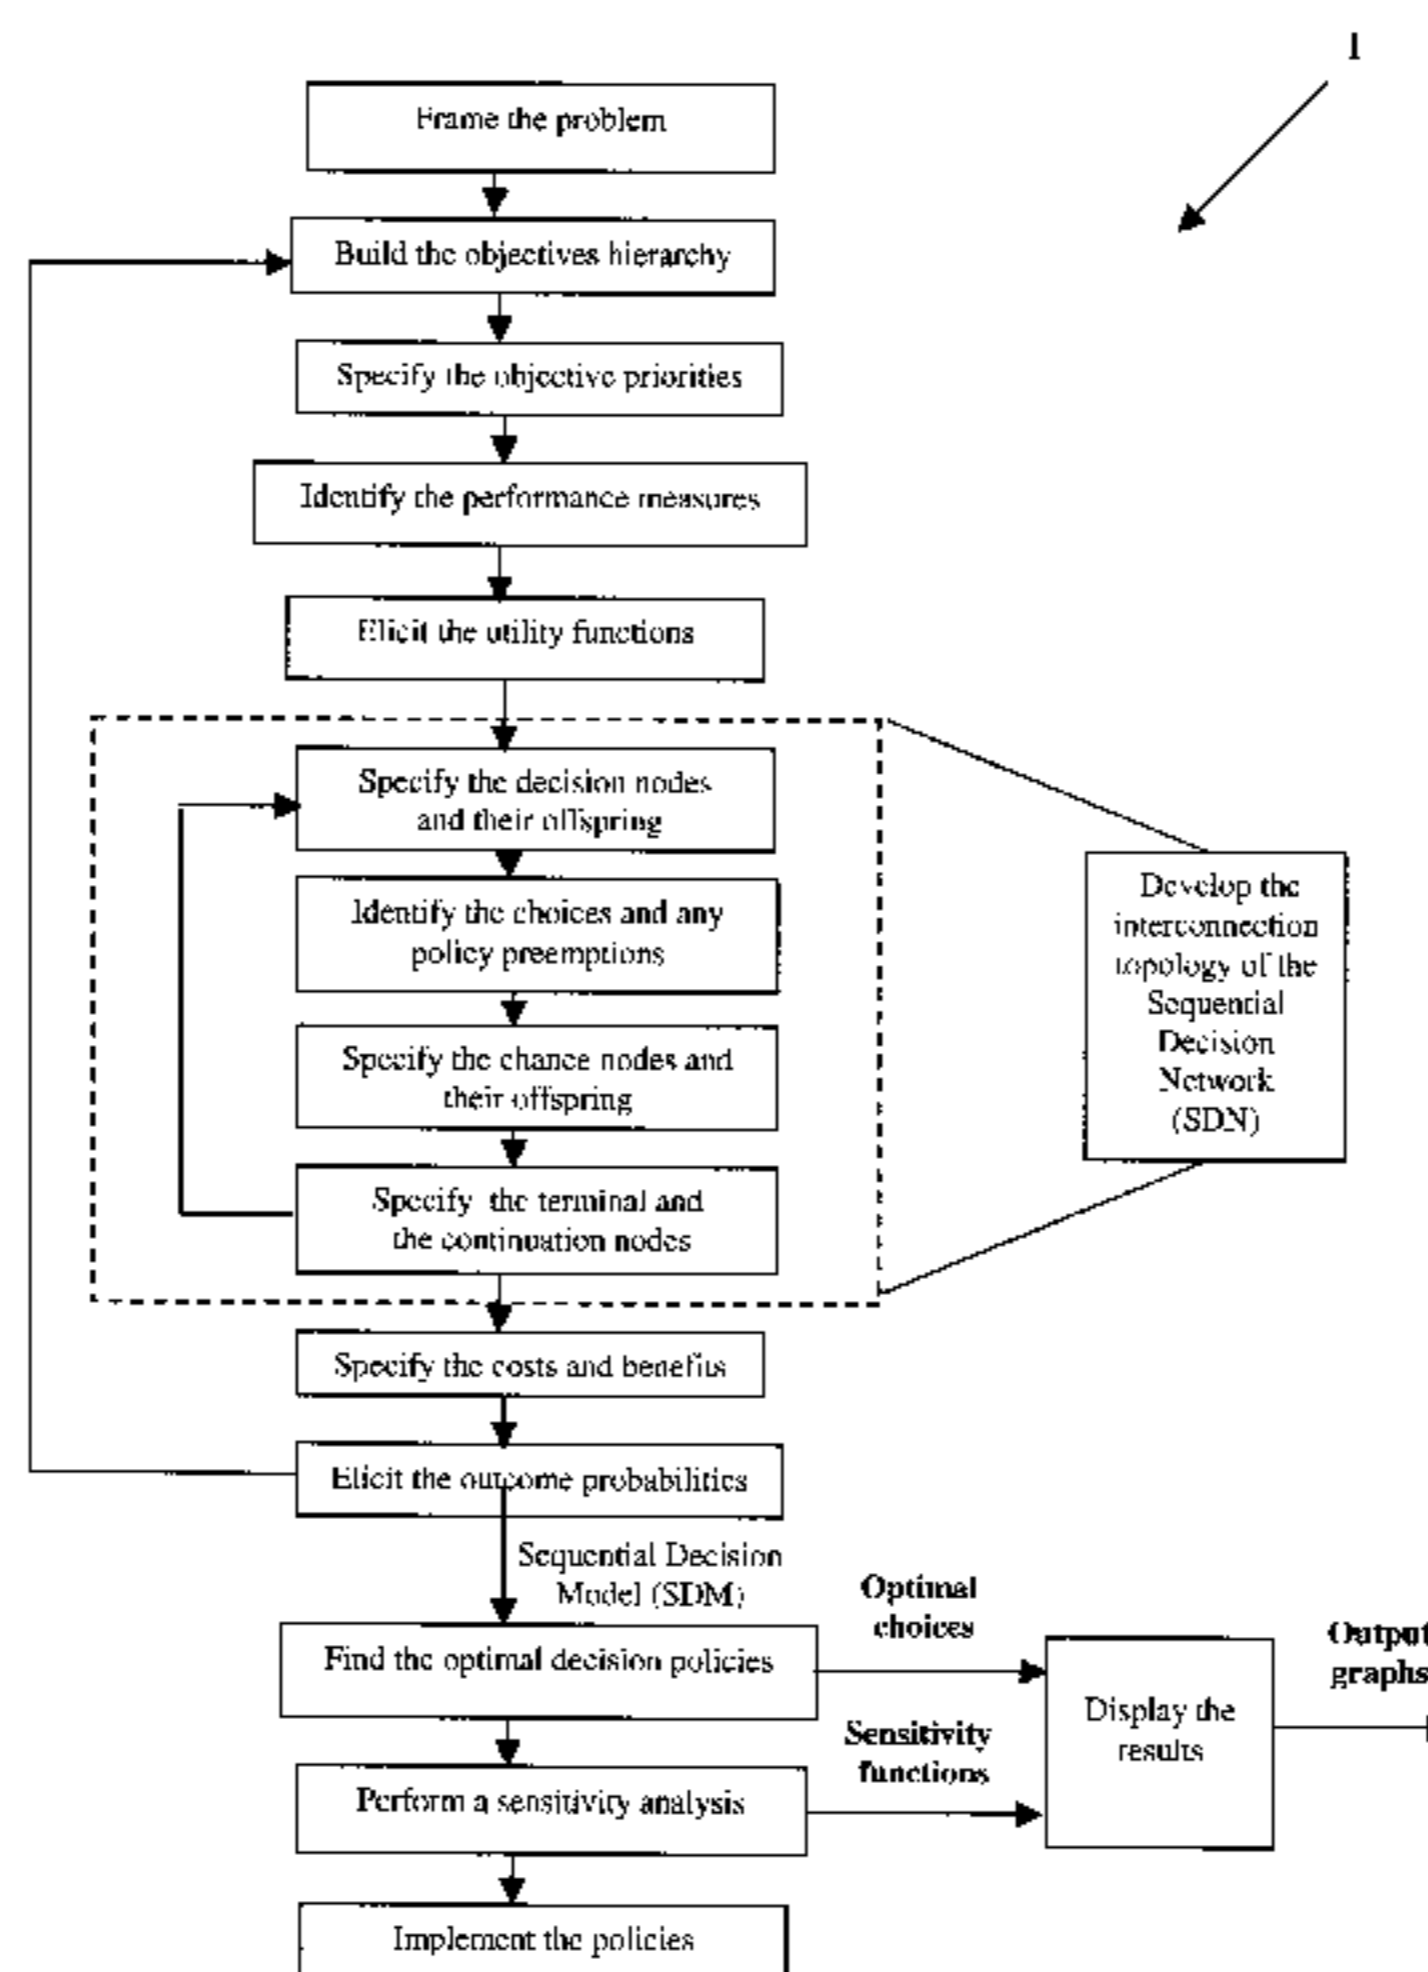 1
Frame the problem
Build the objectives hierarchy
Specify the objective priorities
Identify the performance measures
Elicit the utility functions
Specify the decision nodes
and their offspring
Identify the choices and any
policy preemptions
Specify the chance nodes and
their offspring
Specify the terminal and
the continuation nodes
Develop the
interconnection
topology of the
Sequential
Decision
Network
(SDN)
Specify the costs and benefits
Elicit the outcome probabilities
Sequential Decision
Model (SDM)
Find the optimal decision policies
Optimal
choices
Sensitivity
functions
Display the
results
Output
graphs
Perform a sensitivity analysis
Implement the policies